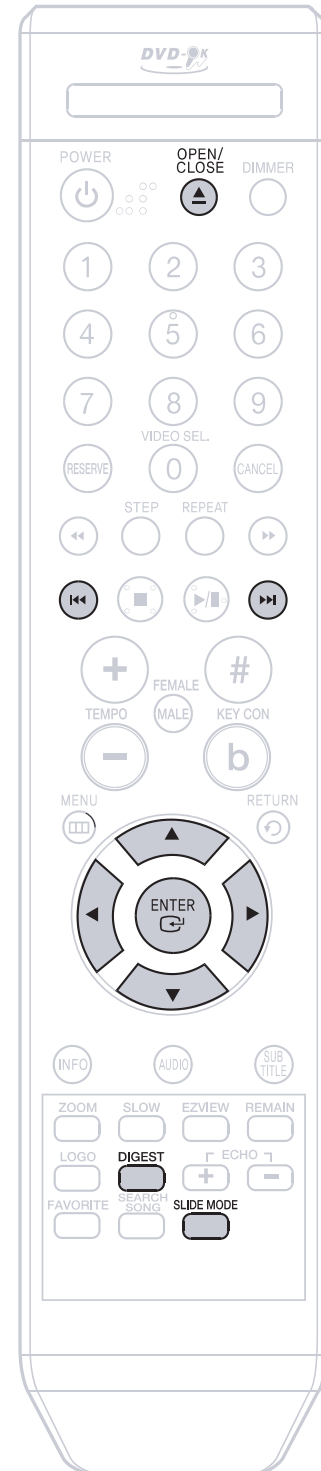 DVD-OK
POWER
OPEN/
CLOSE
DIMMER
1 2 3
4 5 6
7 8 9
VIDEO SEL.
RESERVE 0 CANCEL
STEP REPEAT
+ #
FEMALE
TEMPO MALE KEY CON
− b
MENU RETURN
ENTER
INFO AUDIO SUB
TITLE
ZOOM SLOW EZVIEW REMAIN
LOGO DIGEST ECHO
+ −
FAVORITE SEARCH
SONG SLIDE MODE